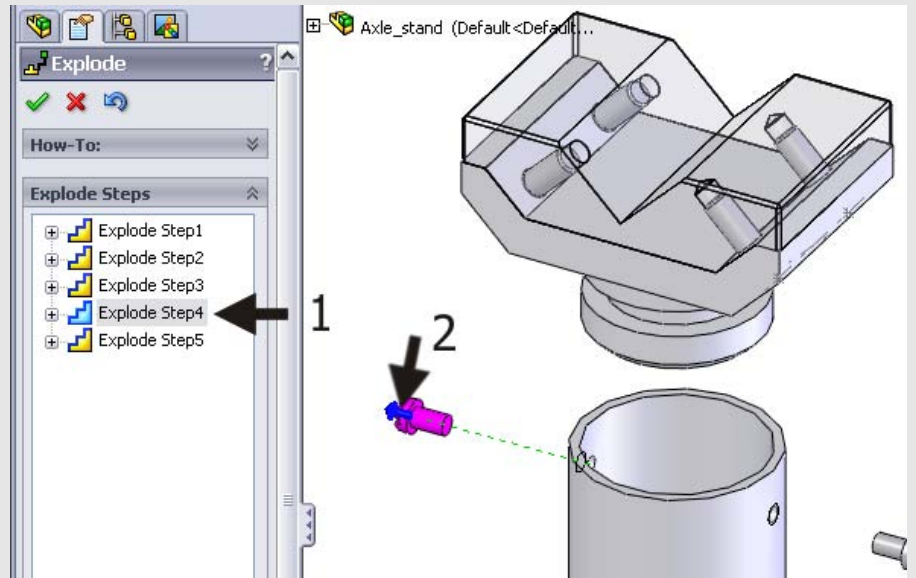 Axle_stand (Default<Default...
Explode ?
How-To:
Explode Steps
Explode Step1
Explode Step2
Explode Step3
Explode Step4
Explode Step5
1
2